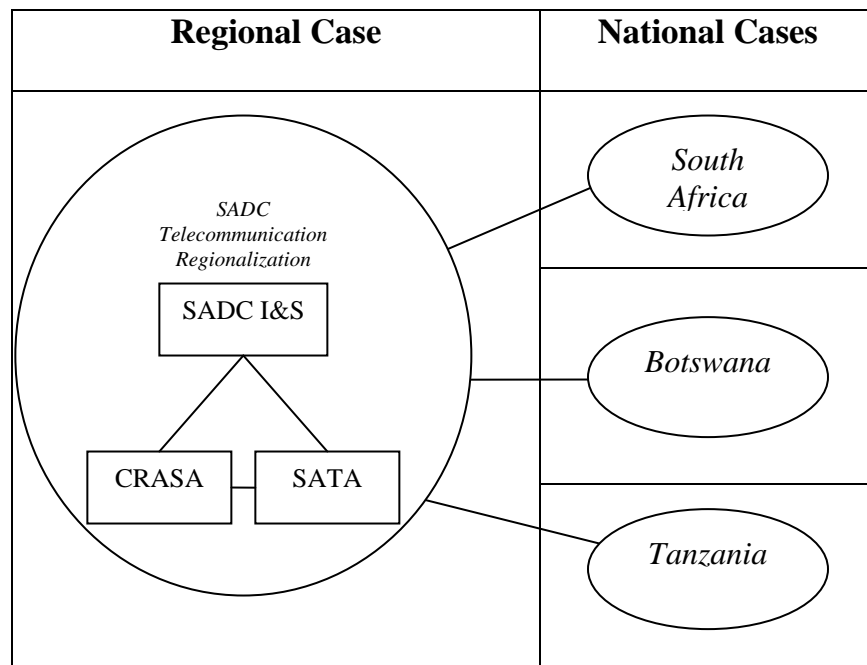 Regional Case
National Cases
SADC
Telecommunication
Regionalization
SADC I&S
CRASA
SATA
South
Africa
Botswana
Tanzania